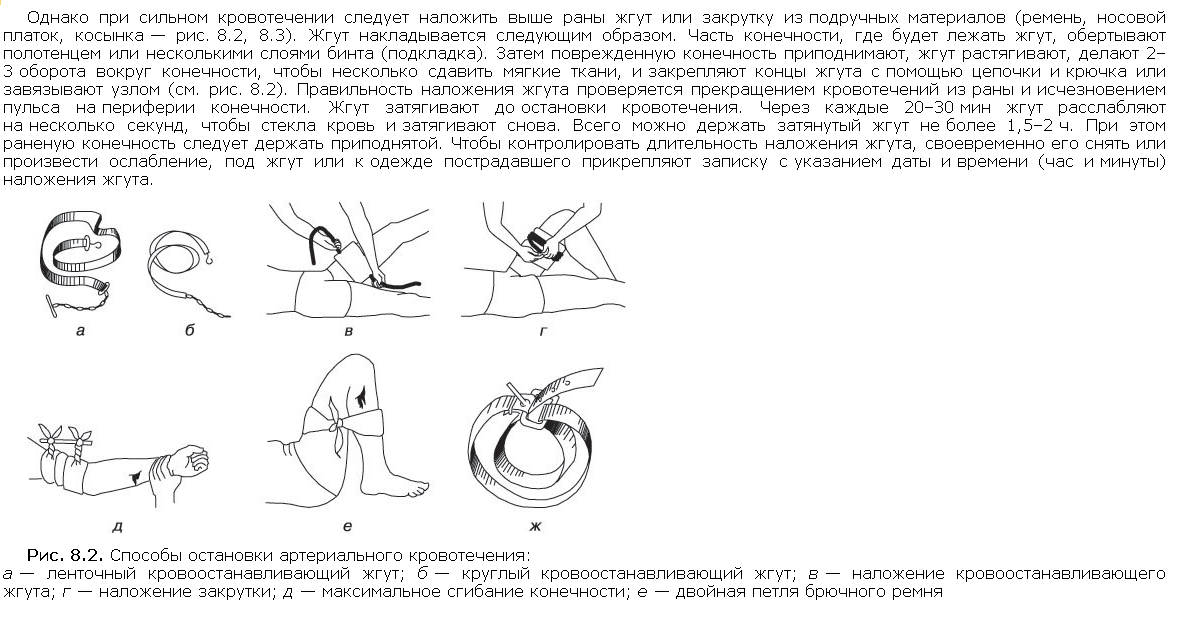 Однако при сильном кровотечении следует наложить выше раны жгут или закрутку из подручных материалов (ремень, носовой
платок, косынка — рис. 8.2, 8.3). Жгут накладывается следующим образом. Часть конечности, где будет лежать жгут, обертывают
полотенцем или несколькими слоями бинта (подкладка). Затем поврежденную конечность приподнимают, жгут растягивают, делают 2–
3 оборота вокруг конечности, чтобы несколько сдавить мягкие ткани, и закрепляют концы жгута с помощью цепочки и крючка или
завязывают узлом (см. рис. 8.2). Правильность наложения жгута проверяется прекращением кровотечений из раны и исчезновением
пульса на периферии конечности. Жгут затягивают до остановки кровотечения. Через каждые 20–30 мин жгут расслабляют
на несколько секунд, чтобы стекла кровь и затягивают снова. Всего можно держать затянутый жгут не более 1,5–2 ч. При этом
раненую конечность следует держать приподнятой. Чтобы контролировать длительность наложения жгута, своевременно его снять или
произвести ослабление, под жгут или к одежде пострадавшего прикрепляют записку с указанием даты и времени (час и минуты)
наложения жгута.
а б в г
д е ж
Рис. 8.2. Способы остановки артериального кровотечения:
а — ленточный кровоостанавливающий жгут; б — круглый кровоостанавливающий жгут; в — наложение кровоостанавливающего
жгута; г — наложение закрутки; д — максимальное сгибание конечности; е — двойная петля брючного ремня